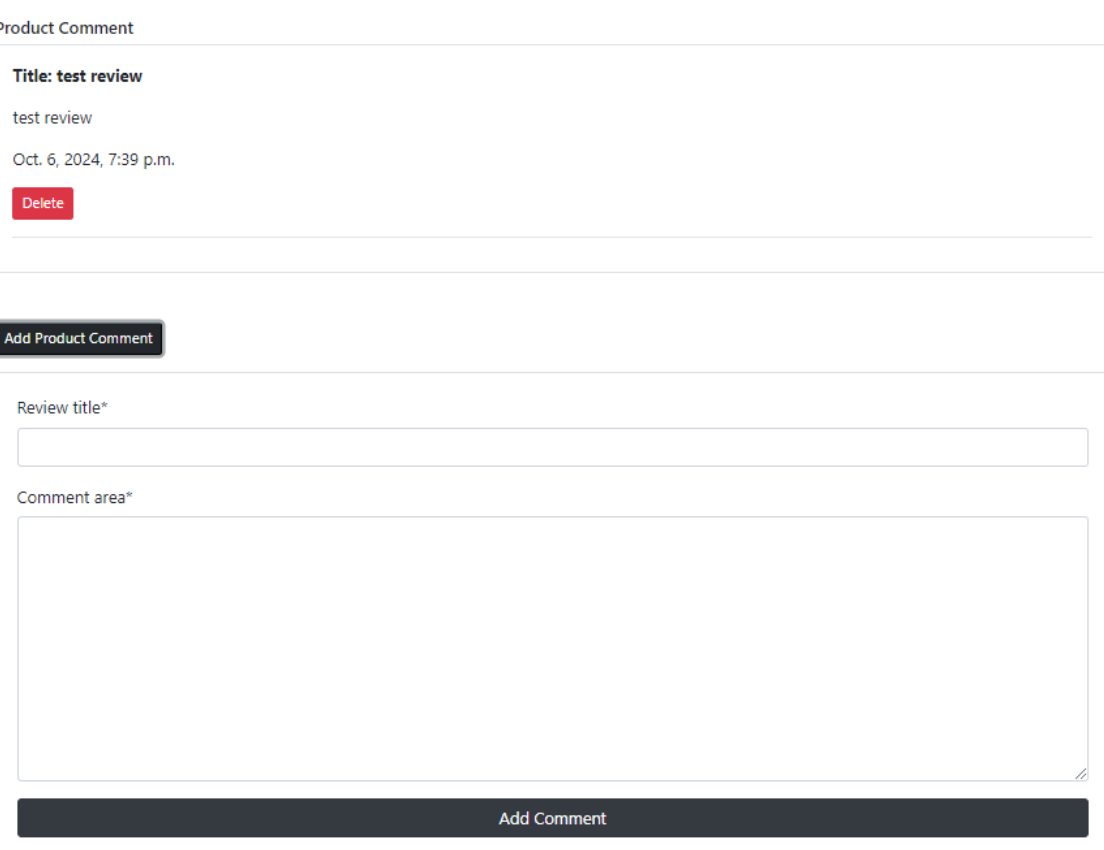 Product Comment
Title: test review
test review
Oct. 6, 2024, 7:39 p.m.
Delete
Add Product Comment
Review title*
Comment area*
Add Comment